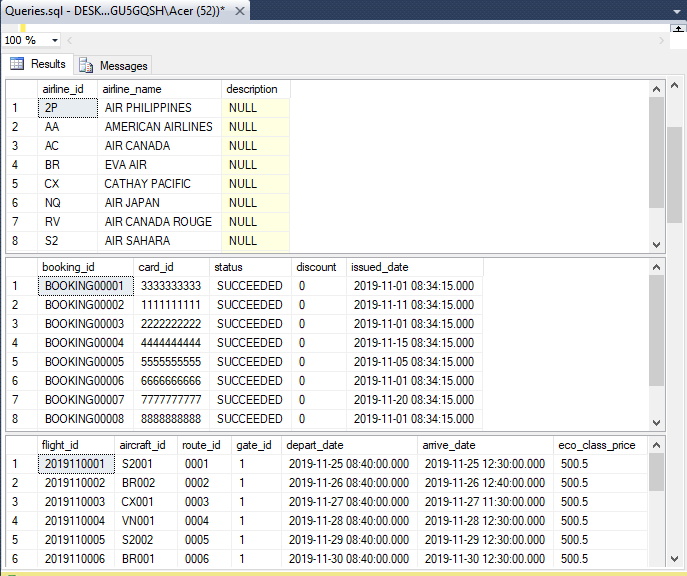 Queries.sql - DESK...GU5GQSH\Acer (52))*
100 %
Results Messages
airline_id airline_name description
1 2P AIR PHILIPPINES NULL
2 AA AMERICAN AIRLINES NULL
3 AC AIR CANADA NULL
4 BR EVA AIR NULL
5 CX CATHAY PACIFIC NULL
6 NQ AIR JAPAN NULL
7 RV AIR CANADA ROUGE NULL
8 S2 AIR SAHARA NULL
booking_id card_id status discount issued_date
1 BOOKING00001 3333333333 SUCCEEDED 0 2019-11-01 08:34:15.000
2 BOOKING00002 1111111111 SUCCEEDED 0 2019-11-11 08:34:15.000
3 BOOKING00003 2222222222 SUCCEEDED 0 2019-11-01 08:34:15.000
4 BOOKING00004 4444444444 SUCCEEDED 0 2019-11-15 08:34:15.000
5 BOOKING00005 5555555555 SUCCEEDED 0 2019-11-05 08:34:15.000
6 BOOKING00006 6666666666 SUCCEEDED 0 2019-11-01 08:34:15.000
7 BOOKING00007 7777777777 SUCCEEDED 0 2019-11-20 08:34:15.000
8 BOOKING00008 8888888888 SUCCEEDED 0 2019-11-01 08:34:15.000
flight_id aircraft_id route_id gate_id depart_date arrive_date eco_class_price
1 2019110001 S2001 0001 1 2019-11-25 08:40:00.000 2019-11-25 12:30:00.000 500.5
2 2019110002 BR002 0002 1 2019-11-26 08:40:00.000 2019-11-26 12:40:00.000 500.5
3 2019110003 CX001 0003 1 2019-11-27 08:40:00.000 2019-11-27 11:30:00.000 500.5
4 2019110004 VN001 0004 1 2019-11-28 08:40:00.000 2019-11-28 12:30:00.000 500.5
5 2019110005 S2002 0005 1 2019-11-29 08:40:00.000 2019-11-29 12:30:00.000 500.5
6 2019110006 BR001 0006 1 2019-11-30 08:40:00.000 2019-11-30 12:30:00.000 500.5